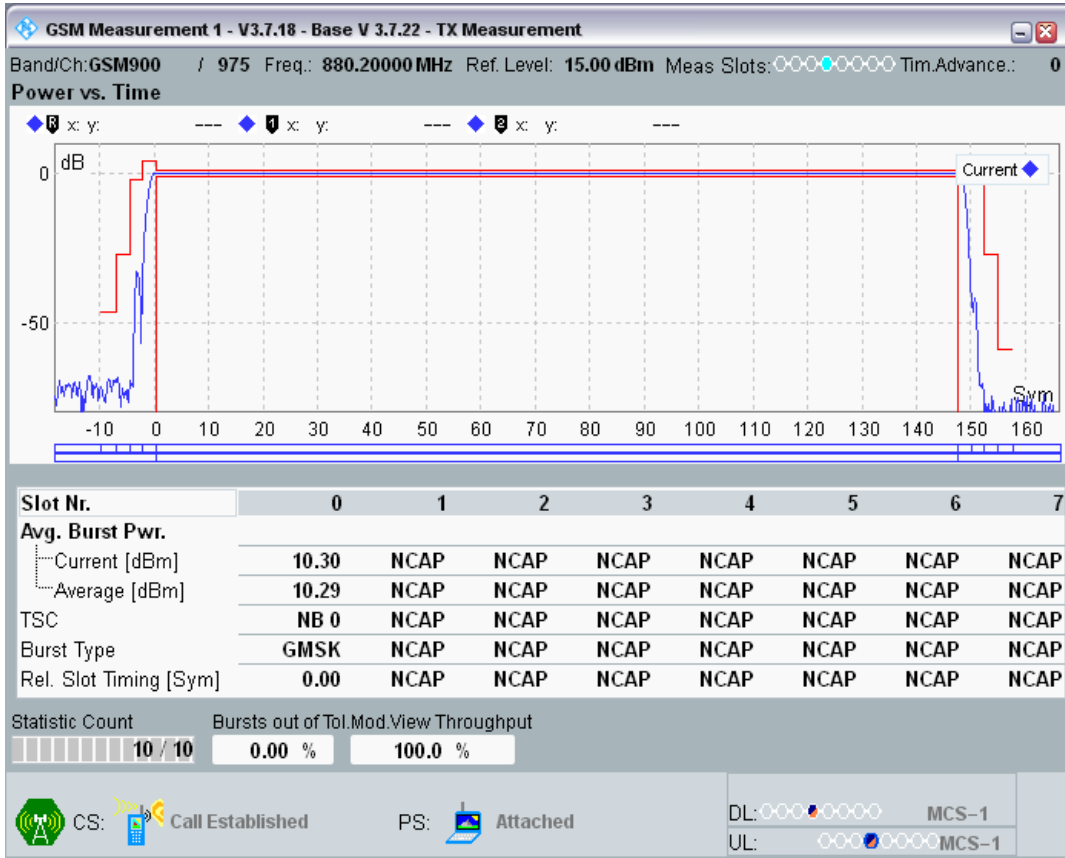 GSM Measurement 1 - V3.7.18 - Base V 3.7.22 - TX Measurement
Band/Ch:GSM900 / 975 Freq.: 880.20000 MHz Ref. Level: 15.00 dBm Meas Slots: Tim.Advance.: 0
Power vs. Time
R x: y: --- 1 x: y: --- 2 x: y: ---
dB
Current
0
-50
Sym
-10 0 10 20 30 40 50 60 70 80 90 100 110 120 130 140 150 160
Slot Nr. 0 1 2 3 4 5 6 7
Avg. Burst Pwr.
Current [dBm] 10.30 NCAP NCAP NCAP NCAP NCAP NCAP NCAP
Average [dBm] 10.29 NCAP NCAP NCAP NCAP NCAP NCAP NCAP
TSC NB 0 NCAP NCAP NCAP NCAP NCAP NCAP NCAP
Burst Type GMSK NCAP NCAP NCAP NCAP NCAP NCAP NCAP
Rel. Slot Timing [Sym] 0.00 NCAP NCAP NCAP NCAP NCAP NCAP NCAP
Statistic Count Bursts out of Tol.Mod.View Throughput
10 / 10 0.00 % 100.0 %
CS: Call Established PS: Attached
DL: MCS-1
UL: MCS-1